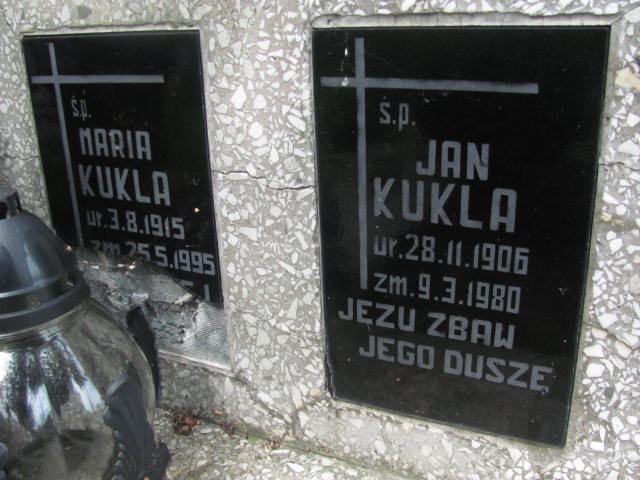 Ś.P.
MARIA
KUKLA
ur.3.8.1915
zm.25.5.1995
Ś.P.
JAN
KUKLA
ur.28.11.1906
zm.9.3.1980
JEZU ZBAW
JEGO DUSZĘ